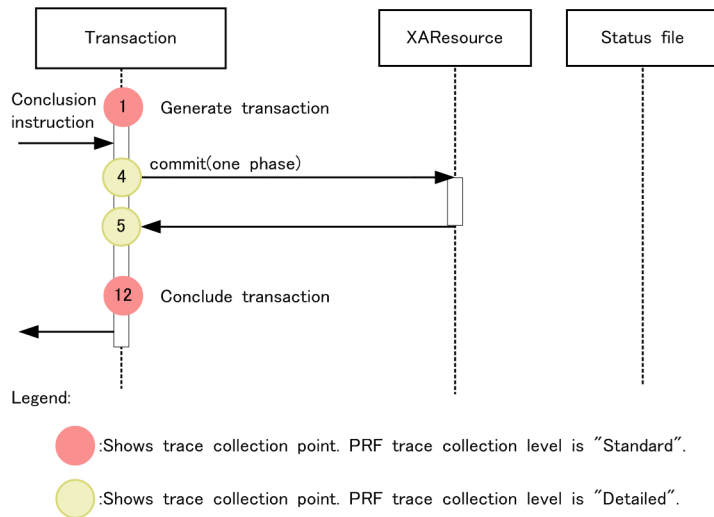 Transaction
XAResource
Status file
Conclusion
instruction
1
Generate transaction
4
commit(one phase)
5
12
Conclude transaction
Legend:
:Shows trace collection point. PRF trace collection level is "Standard".
:Shows trace collection point. PRF trace collection level is "Detailed".